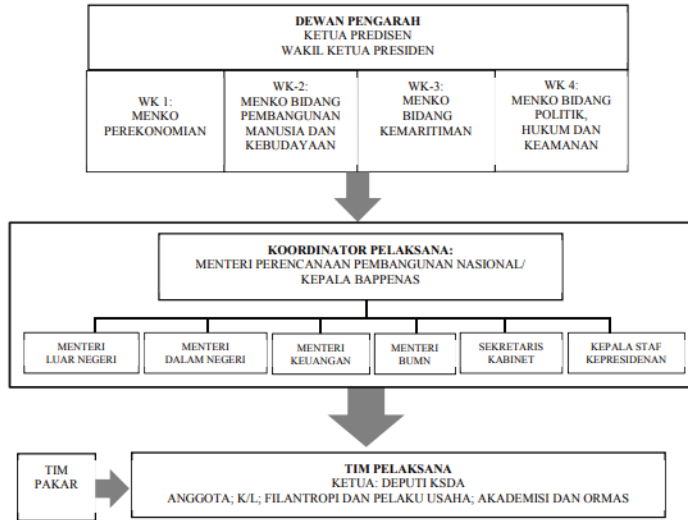 DEWAN PENGARAH
KETUA PREDISEN
WAKIL KETUA PRESIDEN
WK 1:
MENKO
PEREKONOMIAN
WK-2:
MENKO BIDANG
PEMBANGUNAN
MANUSIA DAN
KEBUDAYAAN
WK-3:
MENKO
BIDANG
KEMARITIMAN
WK 4:
MENKO BIDANG
POLITIK,
HUKUM DAN
KEAMANAN
KOORDINATOR PELAKSANA:
MENTERI PERENCANAAN PEMBANGUNAN NASIONAL/
KEPALA BAPPENAS
MENTERI
LUAR NEGERI
MENTERI
DALAM NEGERI
MENTERI
KEUANGAN
MENTERI
BUMN
SEKRETARIS
KABINET
KEPALA STAF
KEPRESIDENAN
TIM
PAKAR
TIM PELAKSANA
KETUA: DEPUTI KSDA
ANGGOTA; K/L; FILANTROPI DAN PELAKU USAHA; AKADEMISI DAN ORMAS